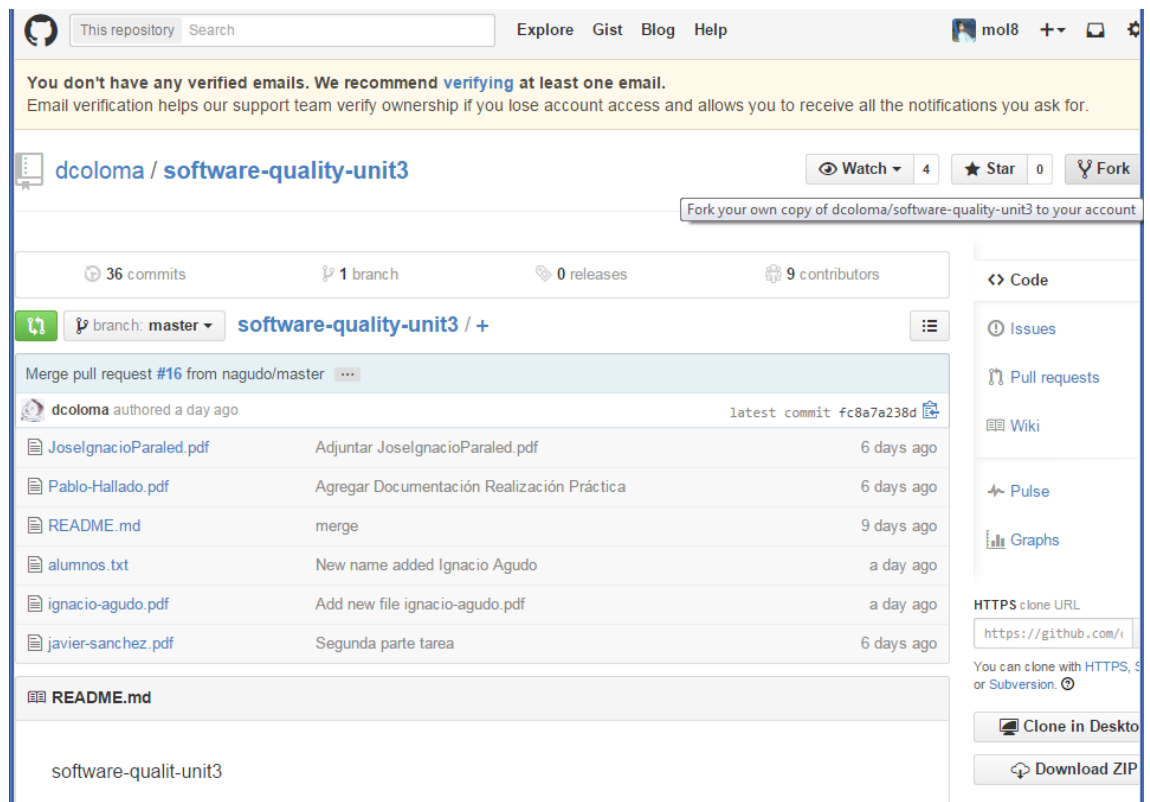 This repository Search Explore Gist Blog Help mol8
You don't have any verified emails. We recommend verifying at least one email.
Email verification helps our support team verify ownership if you lose account access and allows you to receive all the notifications you ask for.
dcoloma / software-quality-unit3 Watch 4 Star 0 Fork
Fork your own copy of dcoloma/software-quality-unit3 to your account
36 commits 1 branch 0 releases 9 contributors
branch: master software-quality-unit3 / +
Merge pull request #16 from nagudo/master ...
dcoloma authored a day ago latest commit fc8a7a238d
JoseIgnacioParaled.pdf Adjuntar JoseIgnacioParaled.pdf 6 days ago
Pablo-Hallado.pdf Agregar Documentación Realización Práctica 6 days ago
README.md merge 9 days ago
alumnos.txt New name added Ignacio Agudo a day ago
ignacio-agudo.pdf Add new file ignacio-agudo.pdf a day ago
javier-sanchez.pdf Segunda parte tarea 6 days ago
README.md
software-qualit-unit3
Code
Issues
Pull requests
Wiki
Pulse
Graphs
HTTPS clone URL
https://github.com/
You can clone with HTTPS, S
or Subversion.
Clone in Deskto
Download ZIP